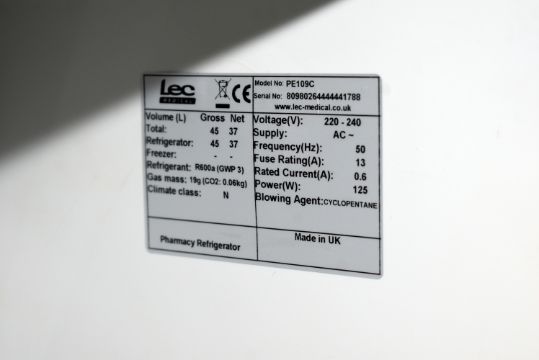 Lec
MEDICAL
CE
Model No: PE109C
Serial No: 80980264444441788
www.lec-medical.co.uk
Volume (L) Gross Net
Total: 45 37
Refrigerator: 45 37
Freezer: - -
Refrigerant: R600a (GWP 3)
Gas mass: 19g (CO2: 0.06kg)
Climate class: N
Voltage(V): 220 - 240
Supply: AC ~
Frequency(Hz): 50
Fuse Rating(A): 13
Rated Current(A): 0.6
Power(W): 125
Blowing Agent: CYCLOPENTANE
Pharmacy Refrigerator
Made in UK